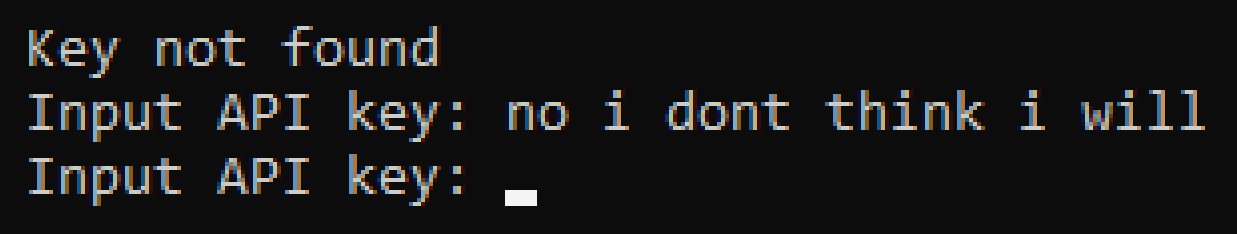 Key not found
Input API key: no i dont think i will
Input API key: